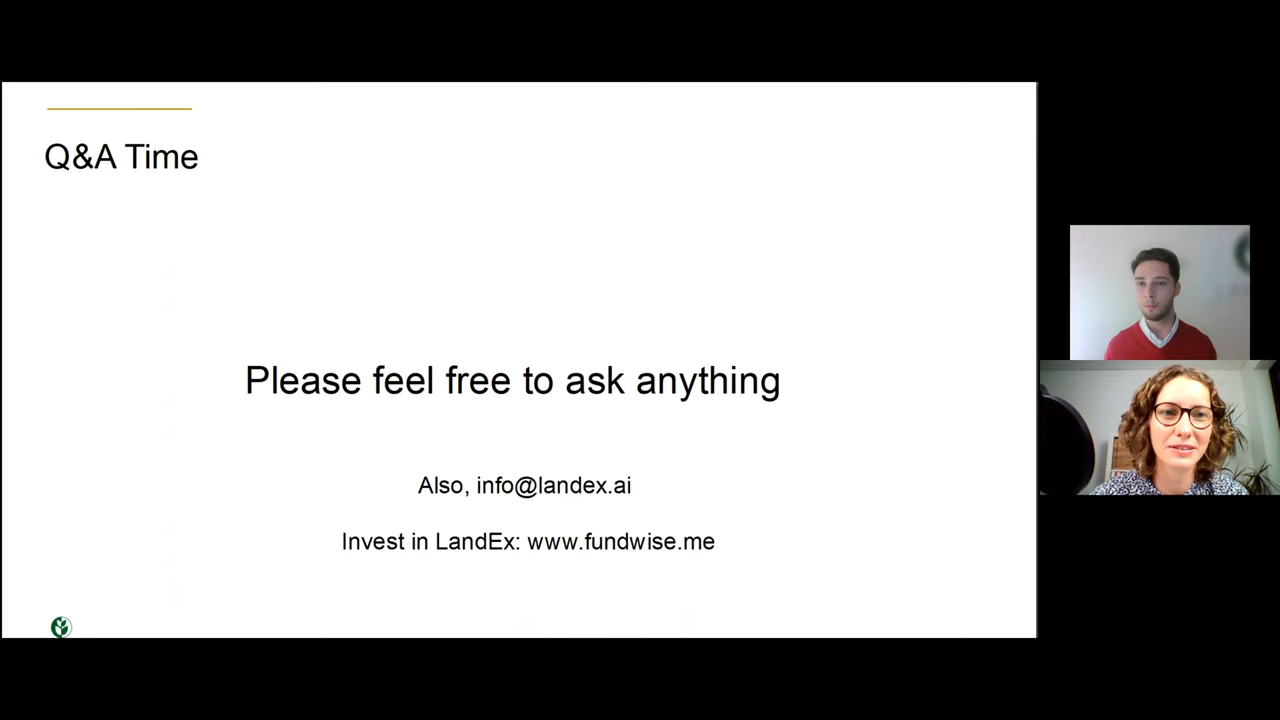 Q&A Time
Please feel free to ask anything
Also, info@landex.ai
Invest in LandEx: www.fundwise.me